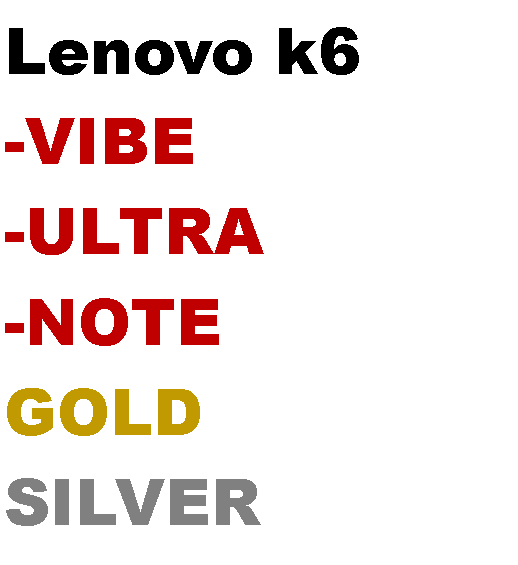 Lenovo k6
-VIBE
-ULTRA
-NOTE
GOLD
SILVER